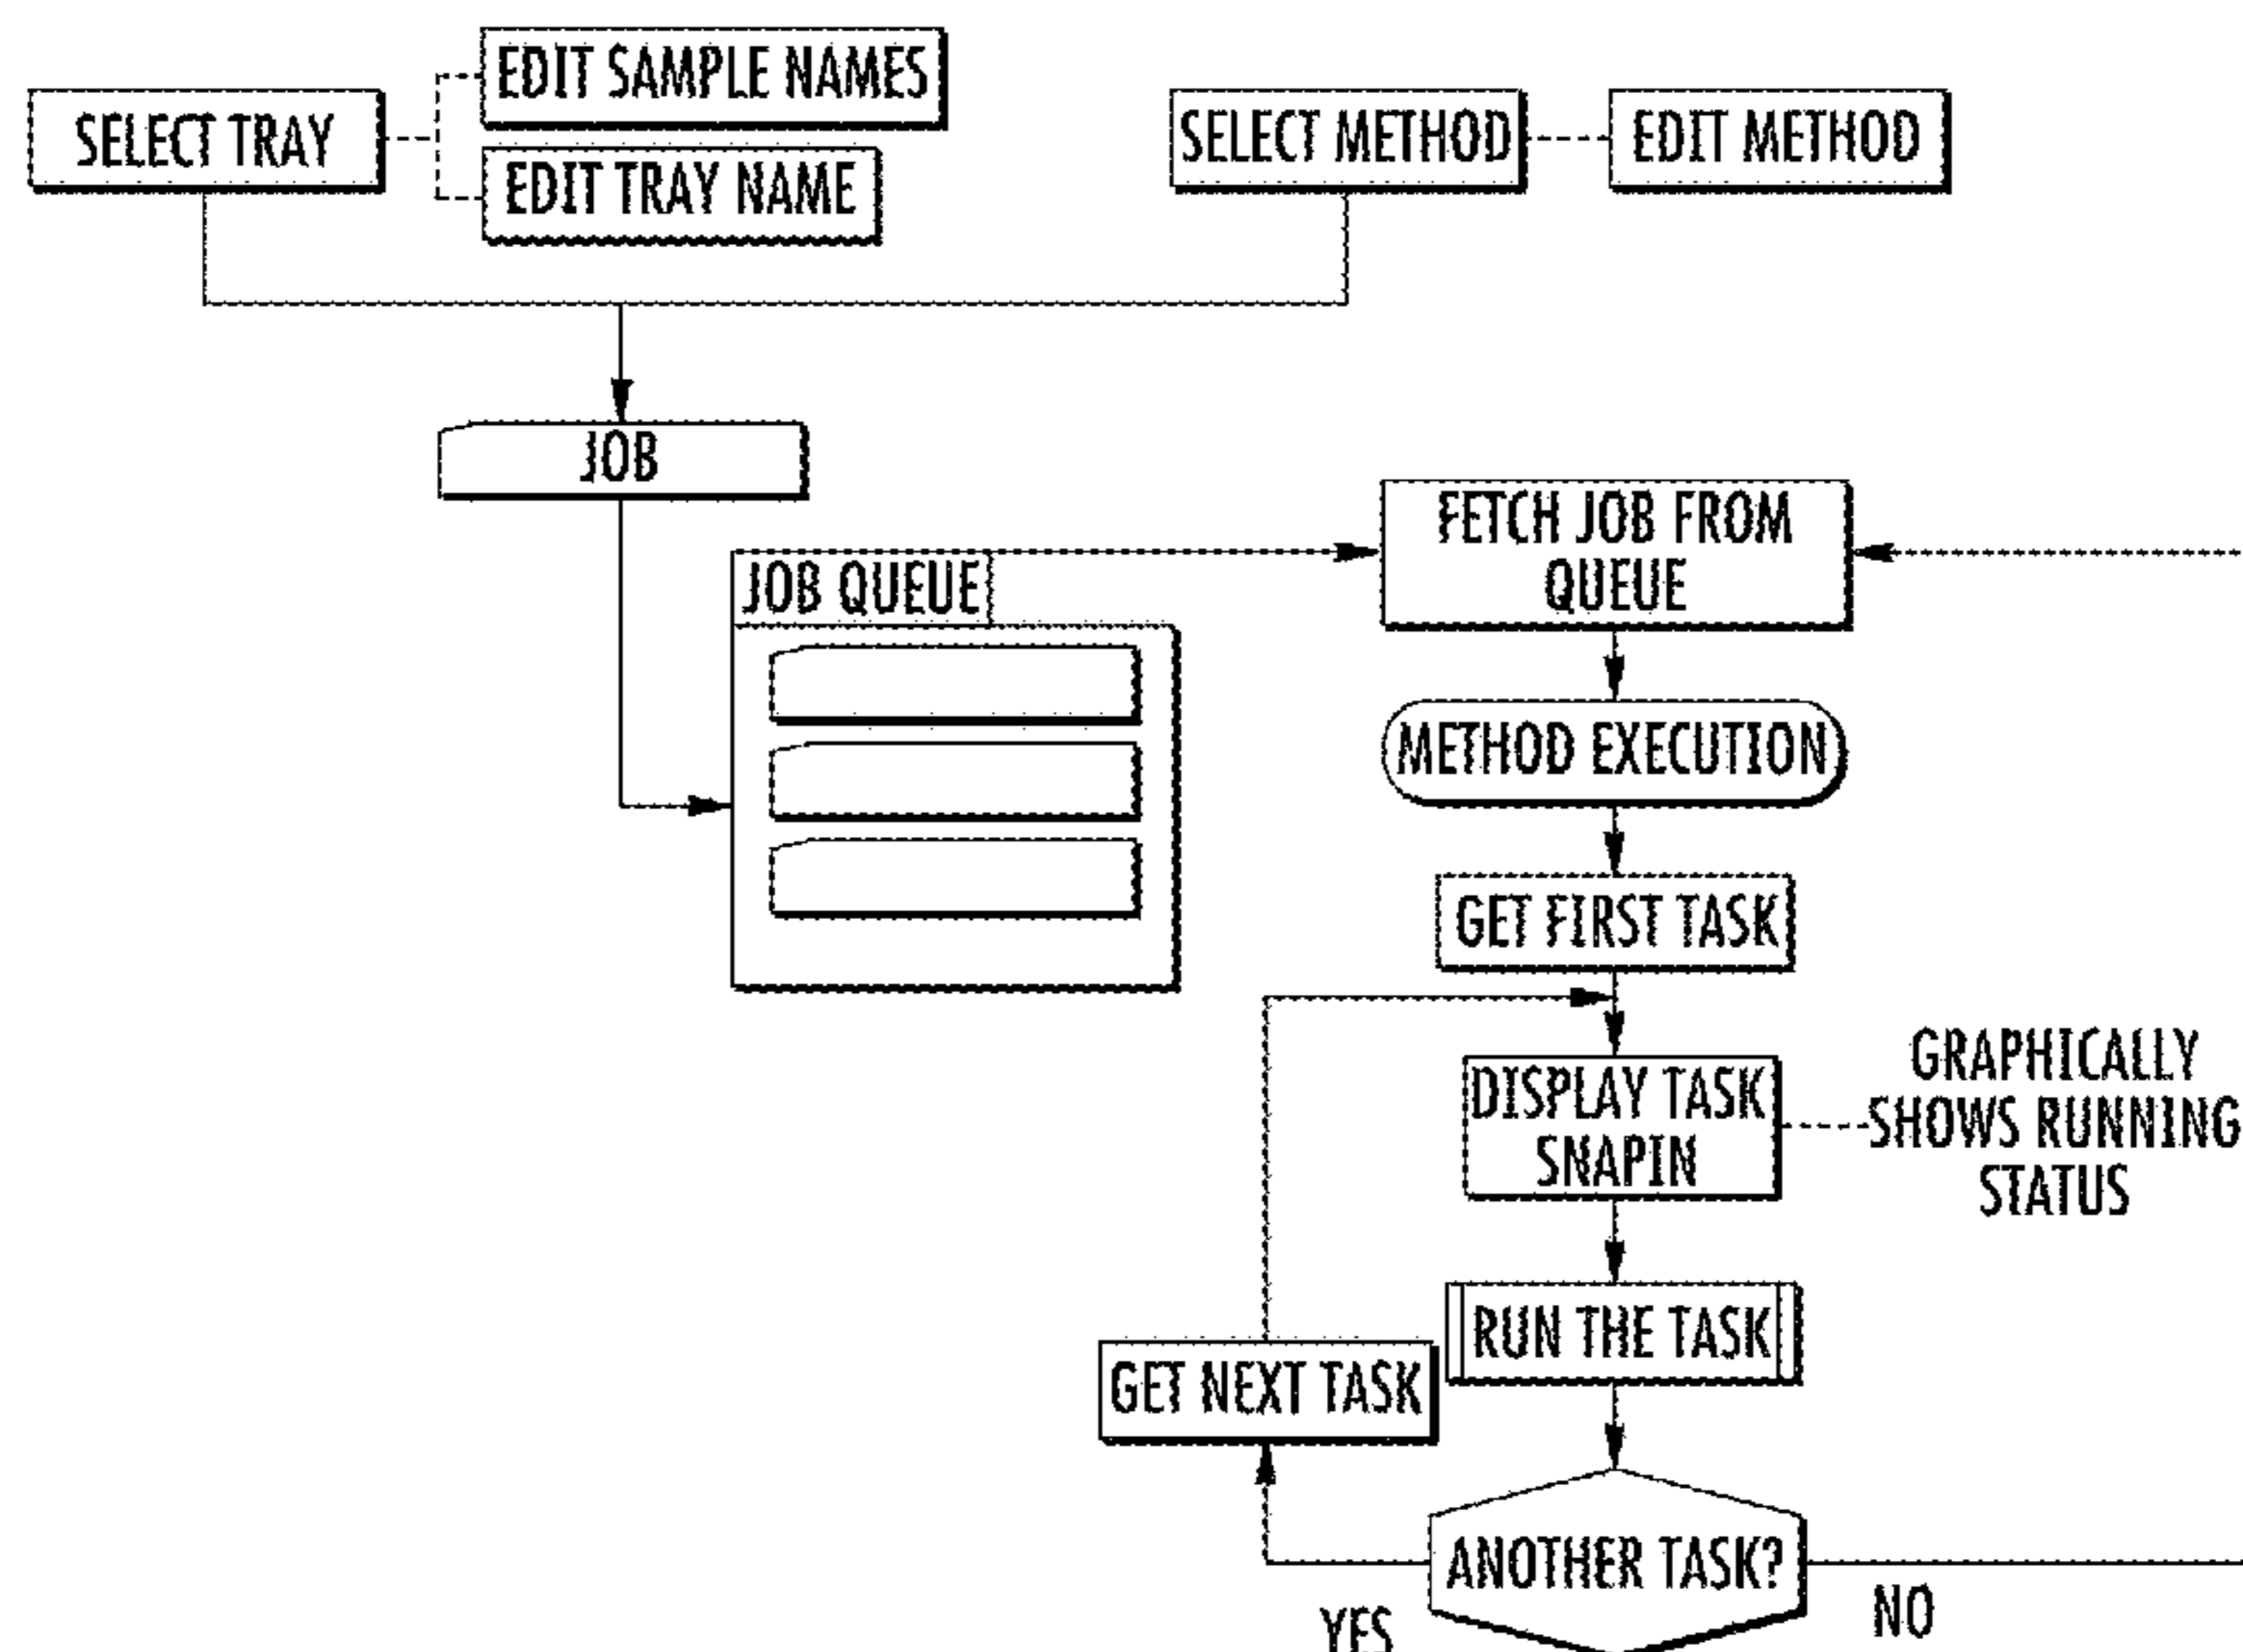 EDIT SAMPLE NAMES
SELECT TRAY
EDIT TRAY NAME
SELECT METHOD
EDIT METHOD
JOB
JOB QUEUE
FETCH JOB FROM
QUEUE
METHOD EXECUTION
GET FIRST TASK
DISPLAY TASK
SNAPIN
GRAPHICALLY
SHOWS RUNNING
STATUS
RUN THE TASK
GET NEXT TASK
ANOTHER TASK?
YES
NO